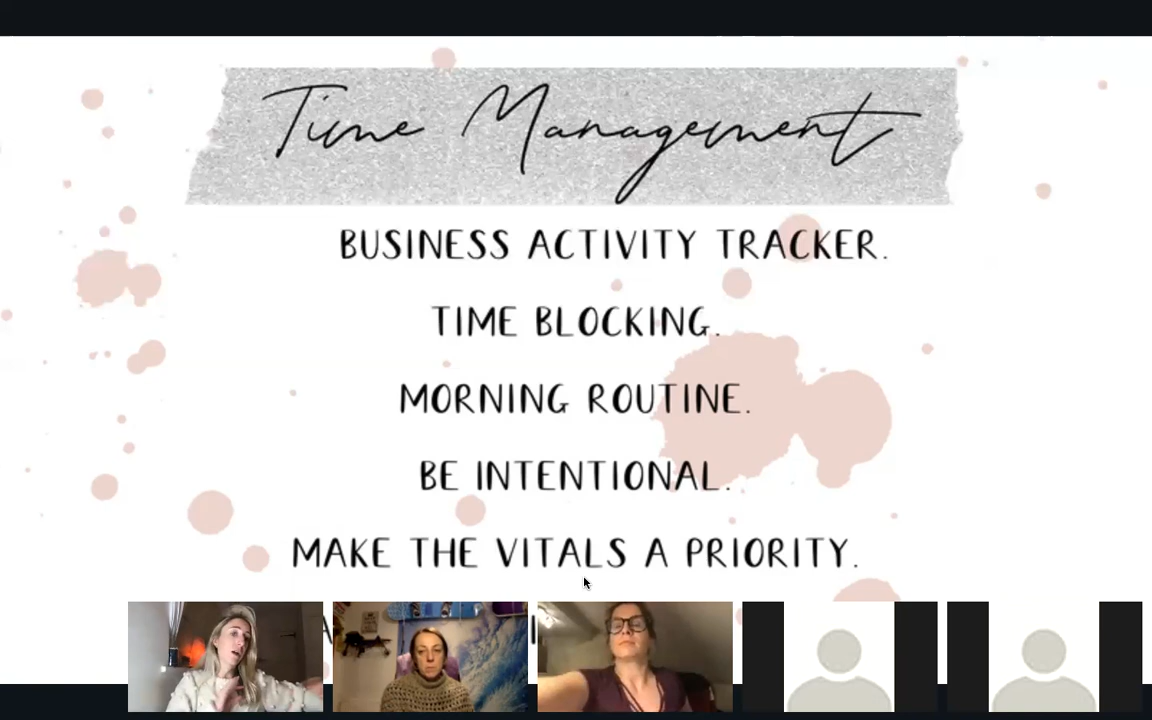 Time Management
BUSINESS ACTIVITY TRACKER.
TIME BLOCKING.
MORNING ROUTINE.
BE INTENTIONAL.
MAKE THE VITALS A PRIORITY.